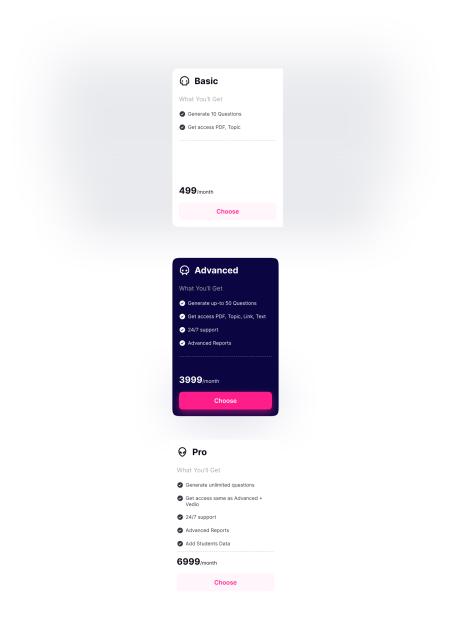 Basic
What You'll Get
Generate 10 Questions
Get access PDF, Topic
499/month
Choose
Advanced
What You'll Get
Generate up-to 50 Questions
Get access PDF, Topic, Link, Text
24/7 support
Advanced Reports
3999/month
Choose
Pro
What You'll Get
Generate unlimited questions
Get access same as Advanced +
Vedio
24/7 support
Advanced Reports
Add Students Data
6999/month
Choose